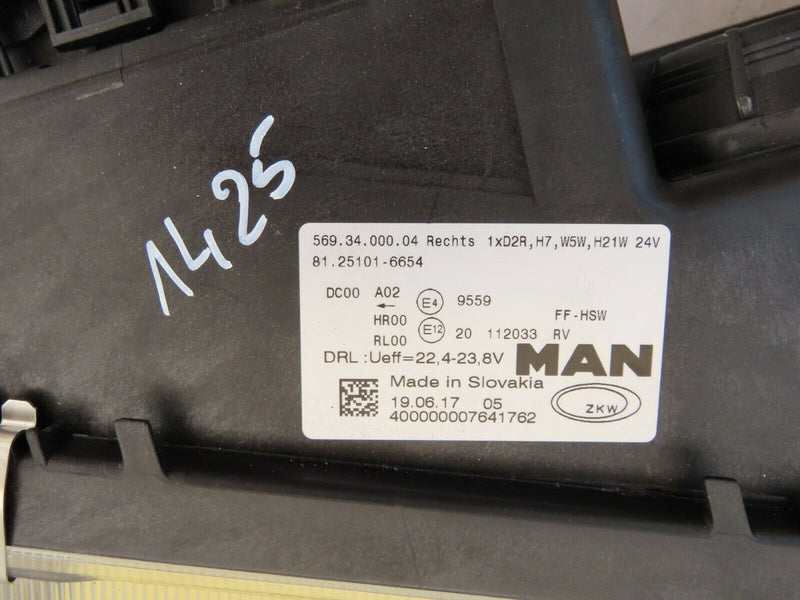 1425
569.34.000.04 Rechts 1xD2R,H7,W5W,H21W 24V
81.25101-6654
DC00 A02 E4 9559
HR00 FF-HSW
RL00 E12 20 112033 RV
DRL:Ueff=22,4-23,8V MAN
Made in Slovakia
19.06.17 05 ZKW
400000007641762